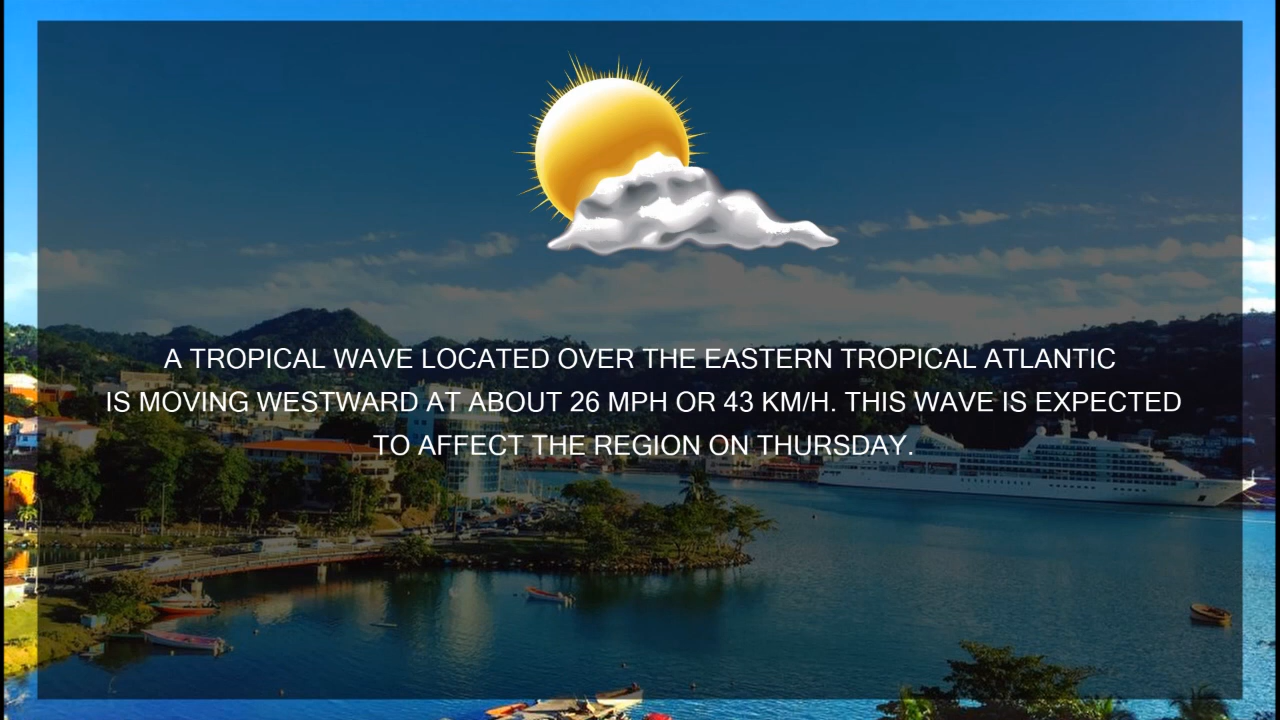 A TROPICAL WAVE LOCATED OVER THE EASTERN TROPICAL ATLANTIC
IS MOVING WESTWARD AT ABOUT 26 MPH OR 43 KM/H. THIS WAVE IS EXPECTED
TO AFFECT THE REGION ON THURSDAY.